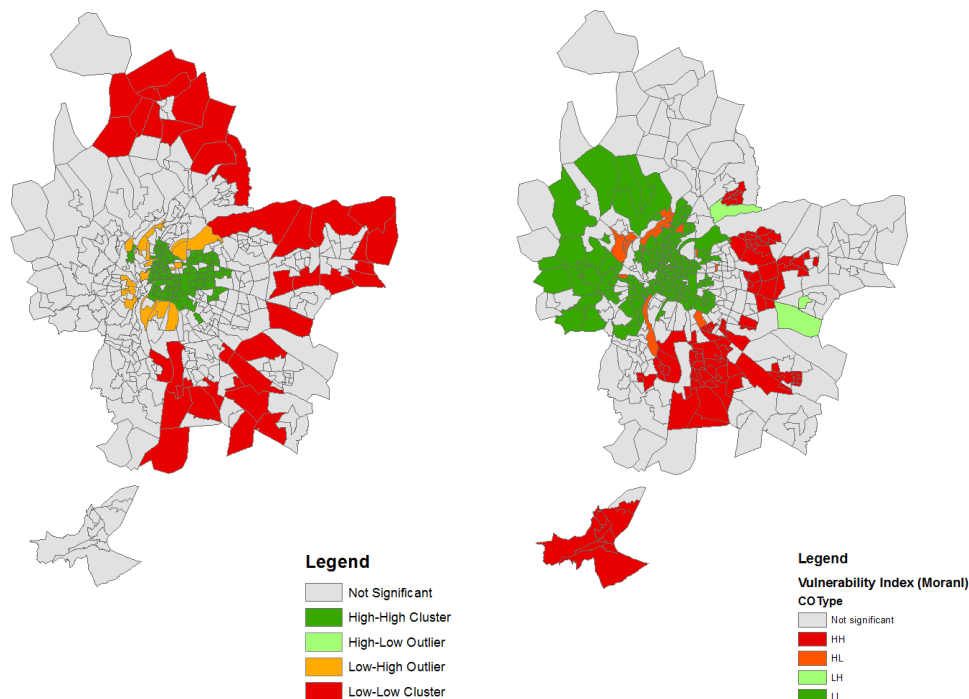 Legend
Not Significant
High-High Cluster
High-Low Outlier
Low-High Outlier
Low-Low Cluster
Legend
Vulnerability Index (MoranI)
COType
Not significant
HH
HL
LH
LL